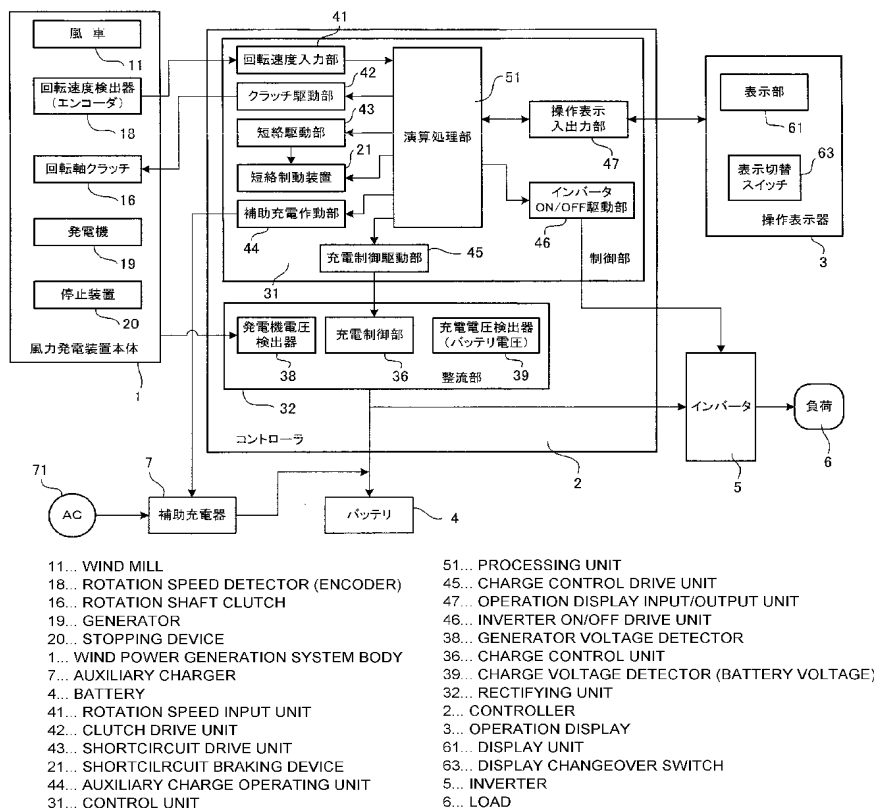 風 車
11
回転速度検出器
(エンコーダ)
18
回転軸クラッチ
16
発電機
19
停止装置
20
風力発電装置本体
1
41
回転速度入力部
42
クラッチ駆動部
43
短絡駆動部
21
短絡制動装置
補助充電作動部
44
45
充電制御駆動部
31
51
演算処理部
操作表示
入出力部
47
インバータ
ON/OFF駆動部
46
制御部
表示部
61
63
表示切替
スイッチ
操作表示器
3
発電機電圧
検出器
38
充電制御部
36
充電電圧検出器
(バッテリ電圧)
39
整流部
32
コントローラ
2
インバータ
5
負荷
6
71
AC
7
補助充電器
バッテリ
4
11... WIND MILL
18... ROTATION SPEED DETECTOR (ENCODER)
16... ROTATION SHAFT CLUTCH
19... GENERATOR
20... STOPPING DEVICE
1... WIND POWER GENERATION SYSTEM BODY
7... AUXILIARY CHARGER
4... BATTERY
41... ROTATION SPEED INPUT UNIT
42... CLUTCH DRIVE UNIT
43... SHORTCIRCUIT DRIVE UNIT
21... SHORTCILRCUIT BRAKING DEVICE
44... AUXILIARY CHARGE OPERATING UNIT
31... CONTROL UNIT
51... PROCESSING UNIT
45... CHARGE CONTROL DRIVE UNIT
47... OPERATION DISPLAY INPUT/OUTPUT UNIT
46... INVERTER ON/OFF DRIVE UNIT
38... GENERATOR VOLTAGE DETECTOR
36... CHARGE CONTROL UNIT
39... CHARGE VOLTAGE DETECTOR (BATTERY VOLTAGE)
32... RECTIFYING UNIT
2... CONTROLLER
3... OPERATION DISPLAY
61... DISPLAY UNIT
63... DISPLAY CHANGEOVER SWITCH
5... INVERTER
6... LOAD